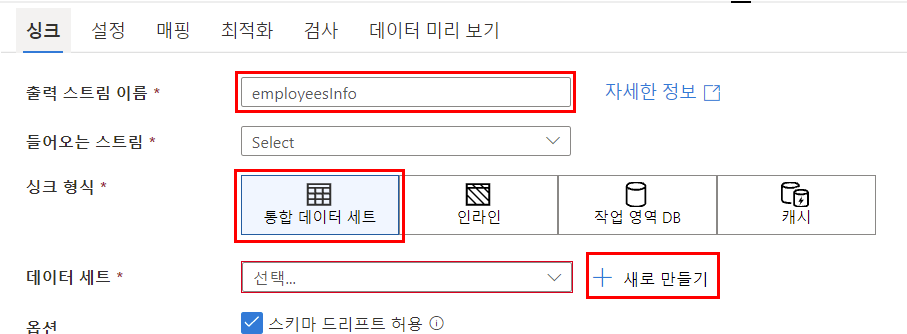 싱크 설정 매핑 최적화 검사 데이터 미리 보기
출력 스트림 이름 * employeesInfo 자세한 정보
들어오는 스트림 * Select
싱크 형식 * 통합 데이터 세트 인라인 작업 영역 DB 캐시
데이터 세트 * 선택... + 새로 만들기
옵션 스키마 드리프트 허용